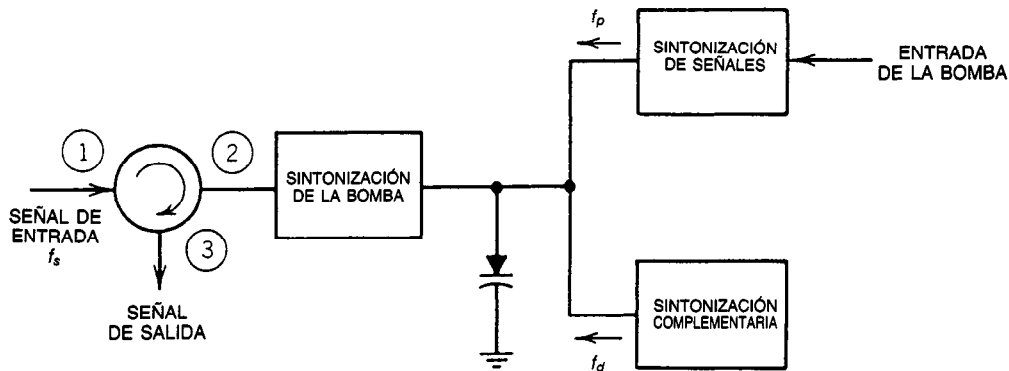 f_p
SINTONIZACIÓN
DE SEÑALES
ENTRADA
DE LA BOMBA
1
2
SINTONIZACIÓN
DE LA BOMBA
SEÑAL DE
ENTRADA
f_s
3
SEÑAL
DE SALIDA
SINTONIZACIÓN
COMPLEMENTARIA
f_d